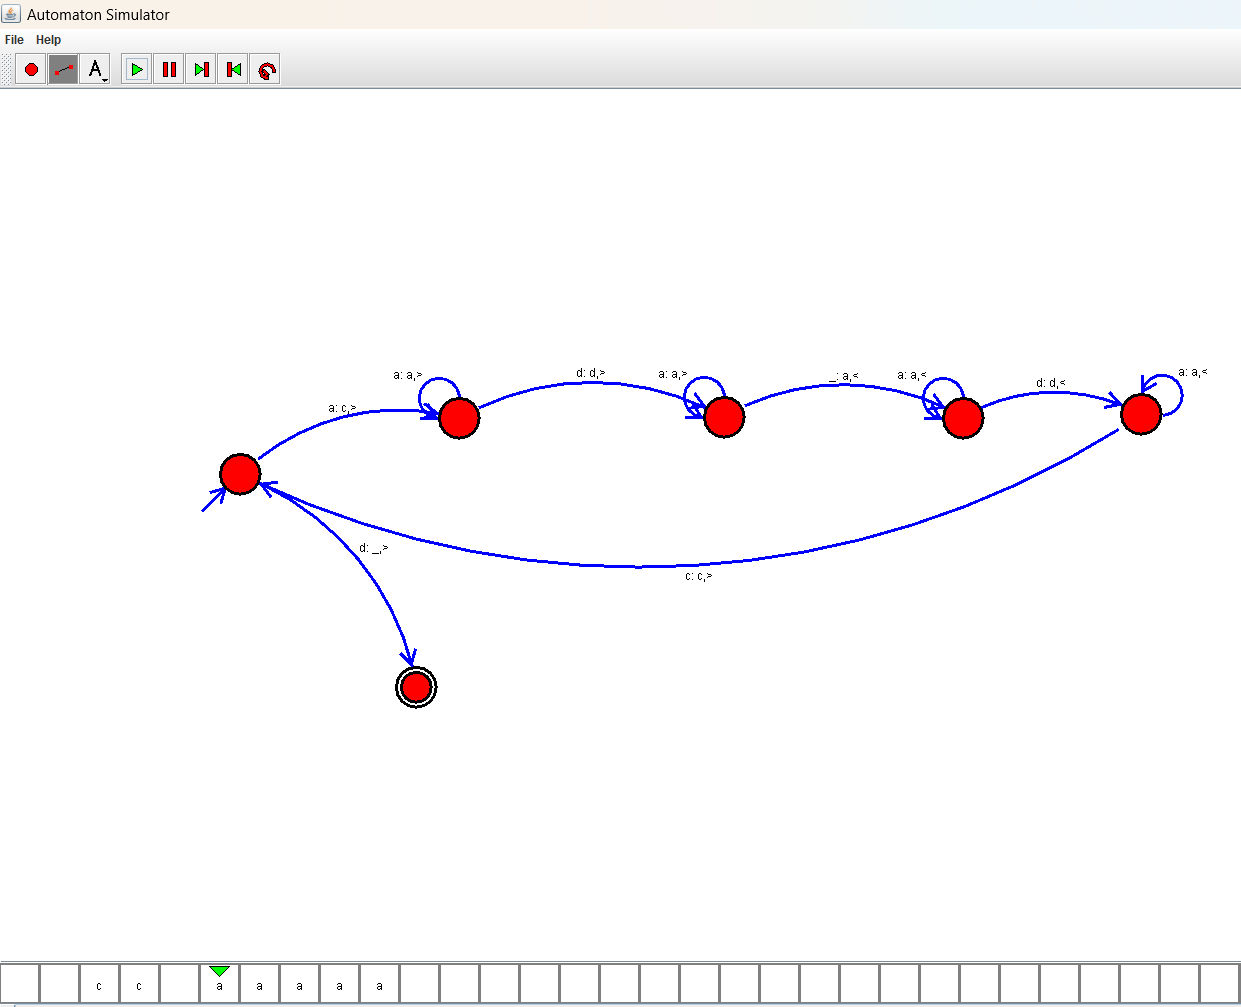 Automaton Simulator
File Help
A
a: a,>
d: d,>
a: a,>
_: a,<
a: a,<
d: d,<
a: a,<
a: c,>
d: _,>
c: c,>
c c a a a a a